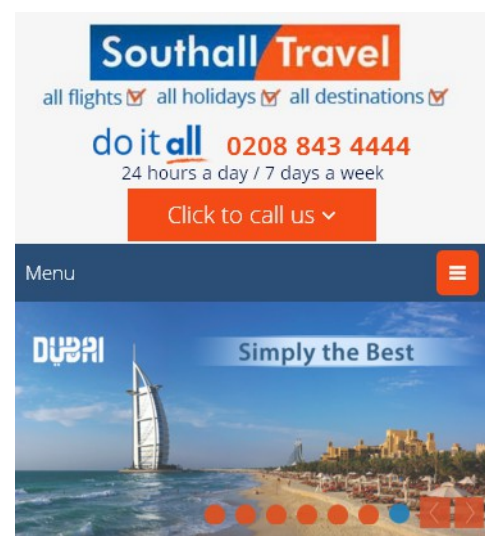 Southall Travel
all flights all holidays all destinations
do it all 0208 843 4444
24 hours a day / 7 days a week
Click to call us
Menu
DUBAI Simply the Best